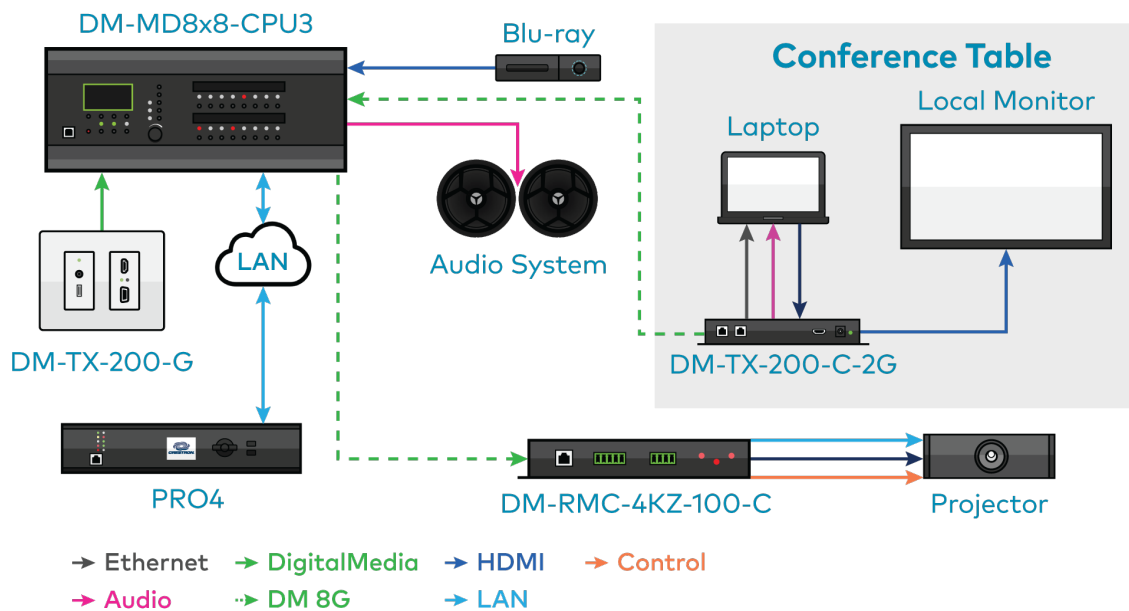 DM-MD8x8-CPU3
Blu-ray
Conference Table
Local Monitor
Laptop
LAN
Audio System
DM-TX-200-G
DM-TX-200-C-2G
CRESTRON
PRO4
DM-RMC-4KZ-100-C
Projector
Ethernet
DigitalMedia
HDMI
Control
Audio
DM 8G
LAN